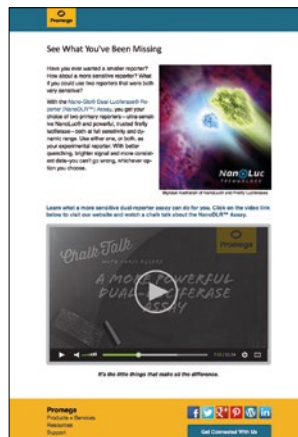 Promega
See What You've Been Missing
Have you ever wanted a smaller reporter?
How about a more sensitive reporter? What
if you could use two reporters that were both
very sensitive?
With the Nano-Glo® Dual-Luciferase® Re-
porter (NanoDLR™) Assay, you get your
choice of two primary reporters—ultra-sensi-
tive NanoLuc® and powerful, trusted firefly
luciferase—both at full sensitivity and dy-
namic range. Use either one, or both, as
your experimental reporter. With better
quenching, brighter signal and more consist-
ent data–you can't go wrong, whichever op-
tion you choose.
NanoLuc
TECHNOLOGY
of NanoLuc® and Firefly Luciferases.
Learn what a more sensitive dual-reporter assay can do for you. Click on the video link
below to visit our website and watch a chalk talk about the NanoDLR™ Assay.
Promega
Chalk Talk
A MORE POWERFUL
DUAL-LUCIFERASE
ASSAY
It's the little things that make all the difference.
Promega
Products + Services
Resources
Support
Get Connected With Us